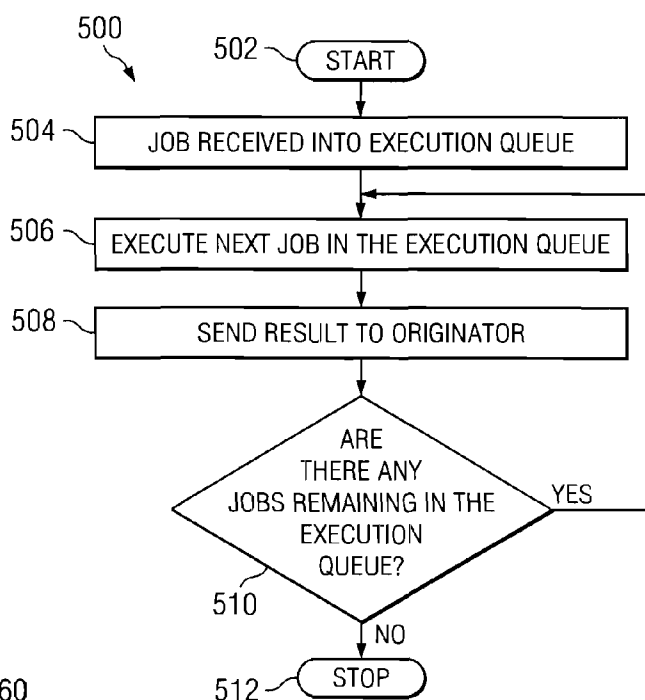 500
502
START
504
JOB RECEIVED INTO EXECUTION QUEUE
506
EXECUTE NEXT JOB IN THE EXECUTION QUEUE
508
SEND RESULT TO ORIGINATOR
ARE
THERE ANY
JOBS REMAINING IN THE
EXECUTION
QUEUE?
YES
510
NO
60
512
STOP